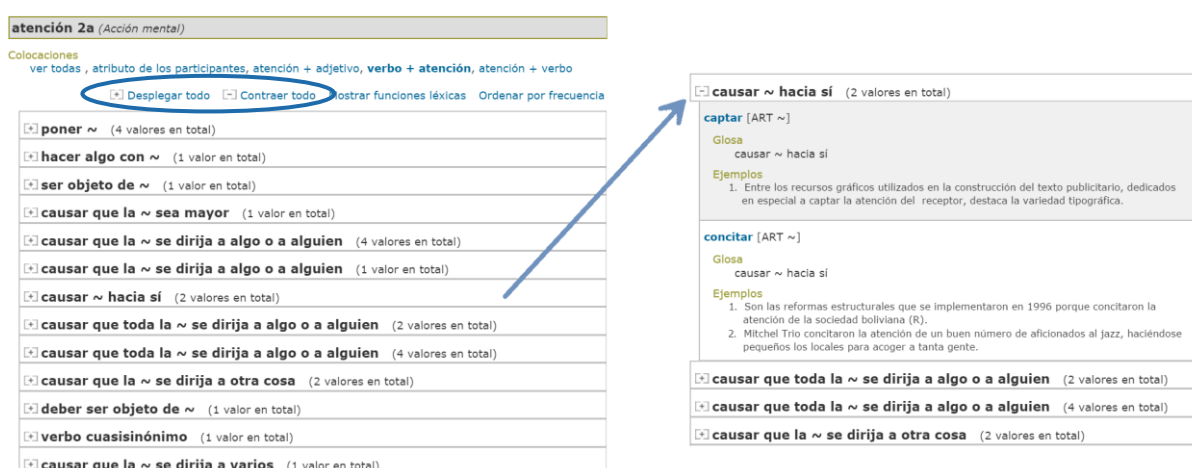 atención 2a (Acción mental)
Colocaciones
ver todas , atributo de los participantes, atención + adjetivo, verbo + atención, atención + verbo
[+] Desplegar todo [-] Contraer todo Mostrar funciones léxicas Ordenar por frecuencia
[+] poner ~ (4 valores en total)
[+] hacer algo con ~ (1 valor en total)
[+] ser objeto de ~ (1 valor en total)
[+] causar que la ~ sea mayor (1 valor en total)
[+] causar que la ~ se dirija a algo o a alguien (4 valores en total)
[+] causar que la ~ se dirija a algo o a alguien (1 valor en total)
[+] causar ~ hacia sí (2 valores en total)
[+] causar que toda la ~ se dirija a algo o a alguien (2 valores en total)
[+] causar que toda la ~ se dirija a algo o a alguien (4 valores en total)
[+] causar que la ~ se dirija a otra cosa (2 valores en total)
[+] deber ser objeto de ~ (1 valor en total)
[+] verbo cuasisinónimo (1 valor en total)
[+] causar que la ~ se dirija a varios (1 valor en total)
[-] causar ~ hacia sí (2 valores en total)
captar [ART ~]
Glosa
causar ~ hacia sí
Ejemplos
1. Entre los recursos gráficos utilizados en la construcción del texto publicitario, dedicados
en especial a captar la atención del receptor, destaca la variedad tipográfica.
concitar [ART ~]
Glosa
causar ~ hacia sí
Ejemplos
1. Son las reformas estructurales que se implementaron en 1996 porque concitaron la
atención de la sociedad boliviana (R).
2. Mitchel Trio concitaron la atención de un buen número de aficionados al jazz, haciéndose
pequeños los locales para acoger a tanta gente.
[+] causar que toda la ~ se dirija a algo o a alguien (2 valores en total)
[+] causar que toda la ~ se dirija a algo o a alguien (4 valores en total)
[+] causar que la ~ se dirija a otra cosa (2 valores en total)